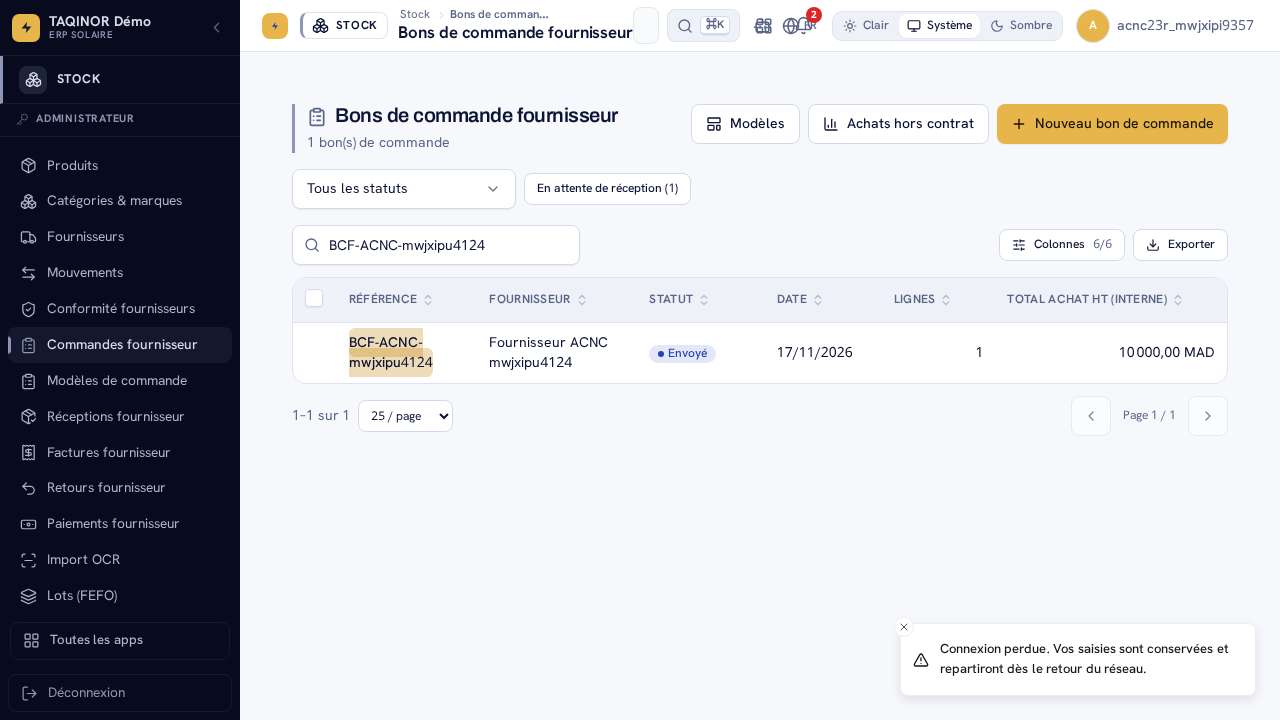 TAQINOR Démo
ERP SOLAIRE
STOCK
ADMINISTRATEUR
Produits
Catégories & marques
Fournisseurs
Mouvements
Conformité fournisseurs
Commandes fournisseur
Modèles de commande
Réceptions fournisseur
Factures fournisseur
Retours fournisseur
Paiements fournisseur
Import OCR
Lots (FEFO)
Toutes les apps
Déconnexion
STOCK
Stock > Bons de comman...
Bons de commande fournisseur
⌘K
2
Clair
Système
Sombre
A
acnc23r_mwjxipi9357
Bons de commande fournisseur
1 bon(s) de commande
Modèles
Achats hors contrat
Nouveau bon de commande
Tous les statuts
En attente de réception (1)
BCF-ACNC-mwjxipu4124
Colonnes 6/6
Exporter
RÉFÉRENCE FOURNISSEUR STATUT DATE LIGNES TOTAL ACHAT HT (INTERNE)
BCF-ACNC-
mwjxipu4124
Fournisseur ACNC
mwjxipu4124
Envoyé
17/11/2026
1
10 000,00 MAD
1–1 sur 1
25 / page
Page 1 / 1
Connexion perdue. Vos saisies sont conservées et
repartiront dès le retour du réseau.